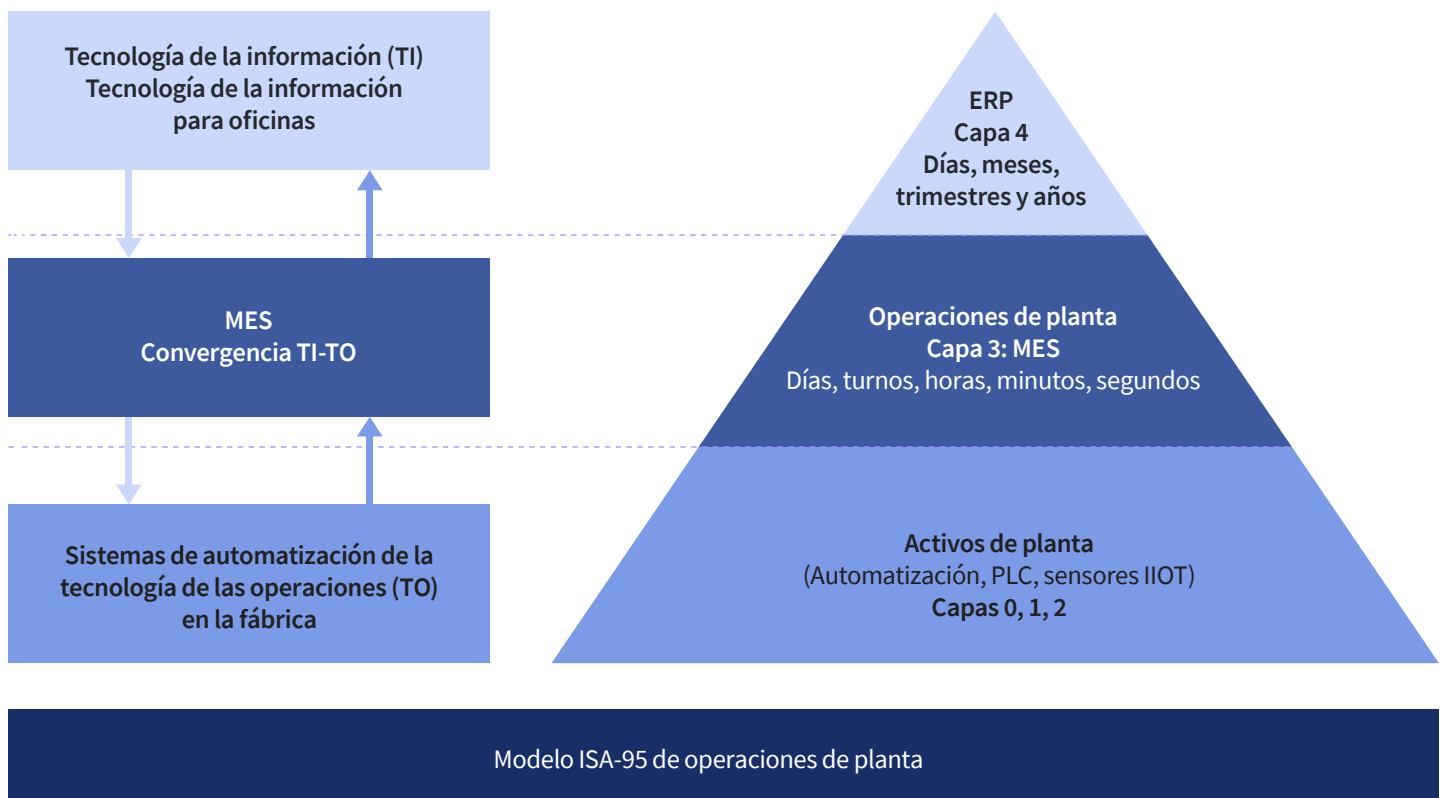 Tecnología de la información (TI)
Tecnología de la información
para oficinas
MES
Convergencia TI-TO
Sistemas de automatización de la
tecnología de las operaciones (TO)
en la fábrica
ERP
Capa 4
Días, meses,
trimestres y años
Operaciones de planta
Capa 3: MES
Días, turnos, horas, minutos, segundos
Activos de planta
(Automatización, PLC, sensores IIOT)
Capas 0, 1, 2
Modelo ISA-95 de operaciones de planta